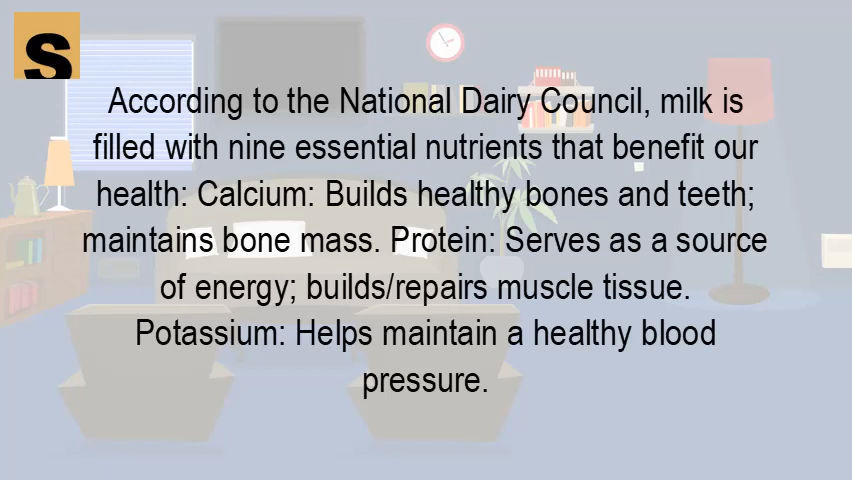 S
According to the National Dairy Council, milk is
filled with nine essential nutrients that benefit our
health: Calcium: Builds healthy bones and teeth;
maintains bone mass. Protein: Serves as a source
of energy; builds/repairs muscle tissue.
Potassium: Helps maintain a healthy blood
pressure.